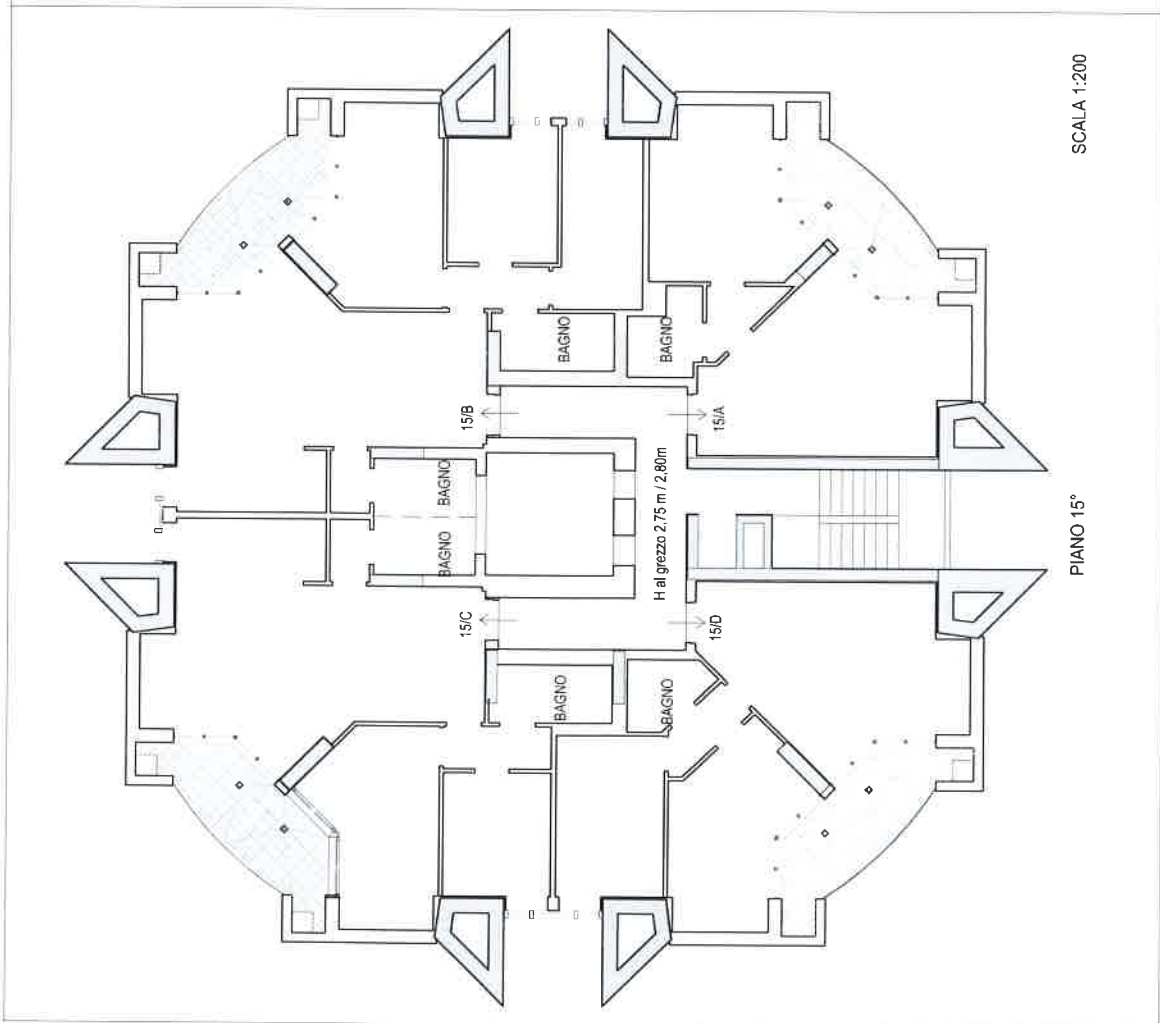 SCALA 1:200
BAGNO
BAGNO
15/B
15/A
BAGNO
BAGNO
H al grezzo 2,75 m / 2,80m
15/C
15/D
BAGNO
BAGNO
PIANO 15°